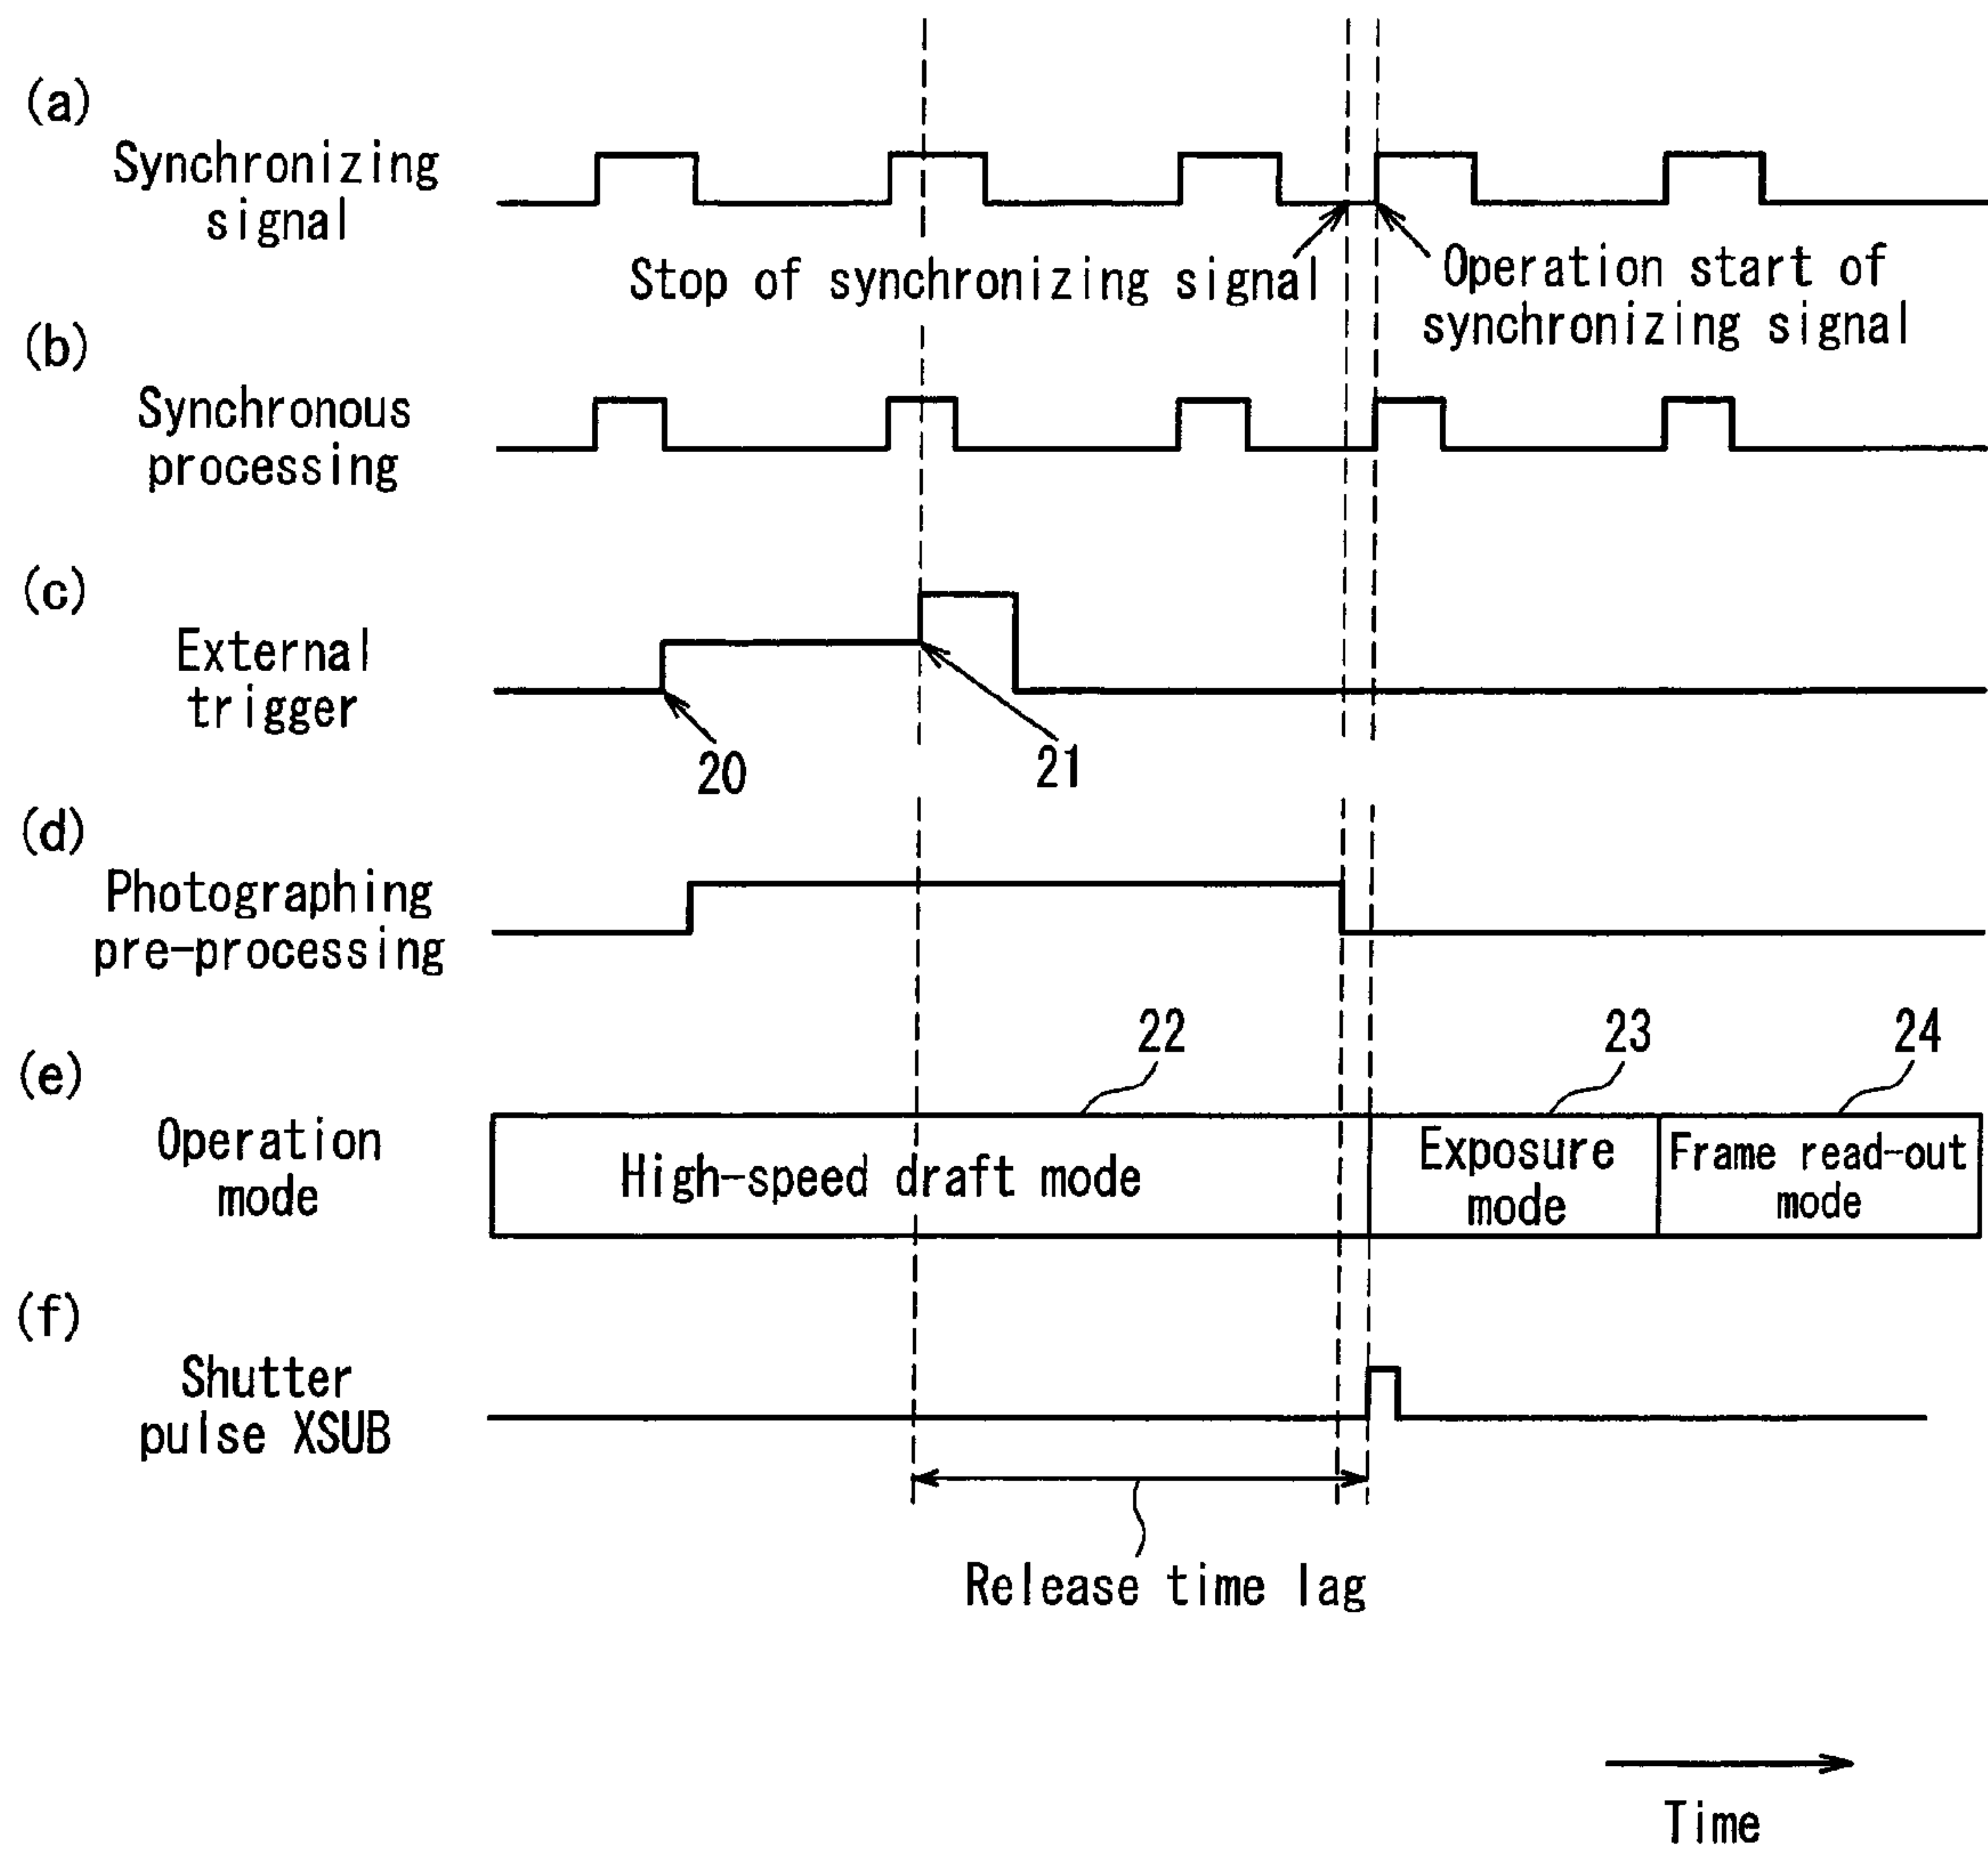 (a)
Synchronizing
signal
Stop of synchronizing signal
Operation start of
synchronizing signal
(b)
Synchronous
processing
(c)
External
trigger
20
21
(d)
Photographing
pre-processing
22
23
24
(e)
Operation
mode
High-speed draft mode
Exposure
mode
Frame read-out
mode
(f)
Shutter
pulse XSUB
Release time lag
Time